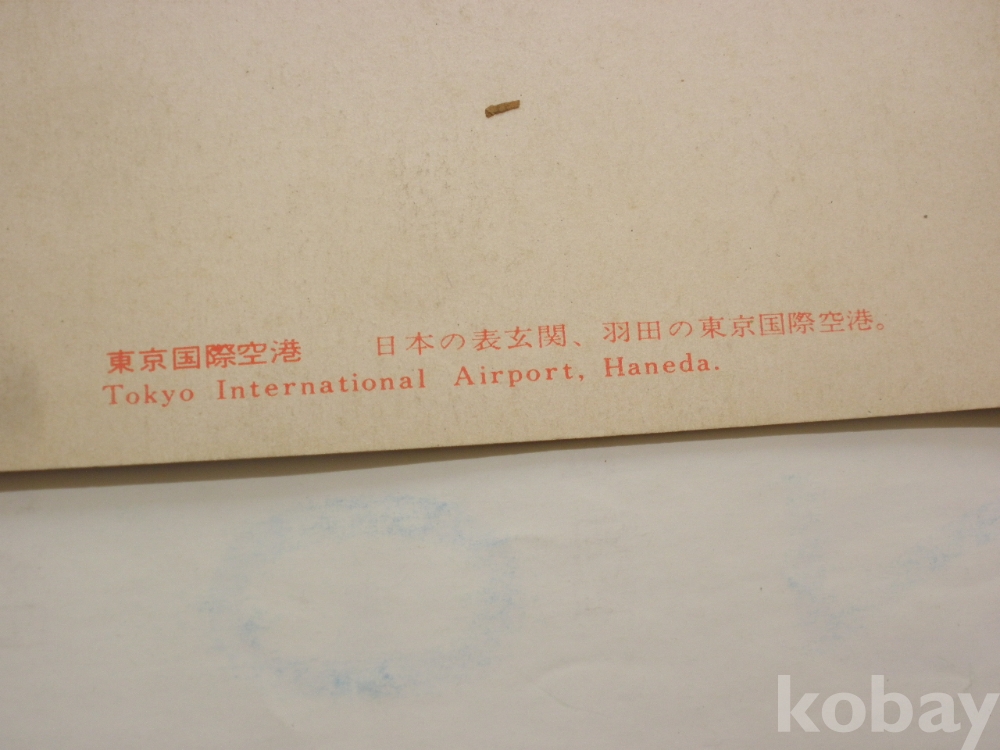 東京国際空港　日本の表玄関、羽田の東京国際空港。
Tokyo International Airport, Haneda.
kobay